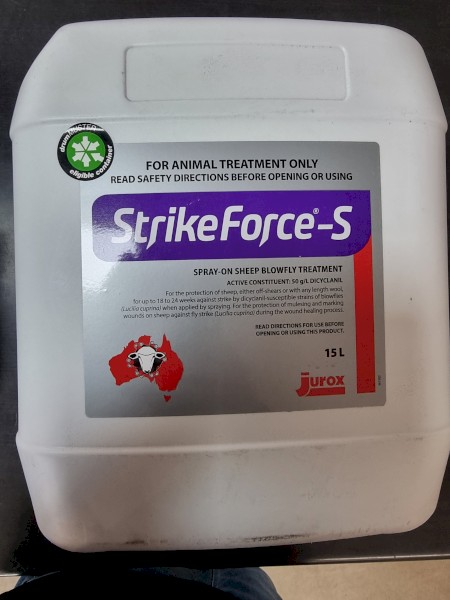 drumMUSTER
eligible container
FOR ANIMAL TREATMENT ONLY
READ SAFETY DIRECTIONS BEFORE OPENING OR USING
StrikeForce®-S
SPRAY-ON SHEEP BLOWFLY TREATMENT
ACTIVE CONSTITUENT: 50 g/L DICYCLANIL
For the protection of sheep, either off-shears or with any length wool,
for up to 18 to 24 weeks against strike by dicyclanil-susceptible strains of blowflies
(Lucilia cuprina) when applied by spraying. For the protection of mulesing and marking
wounds on sheep against fly strike (Lucilia cuprina) during the wound healing process.
READ DIRECTIONS FOR USE BEFORE
OPENING OR USING THIS PRODUCT.
15 L
jurox